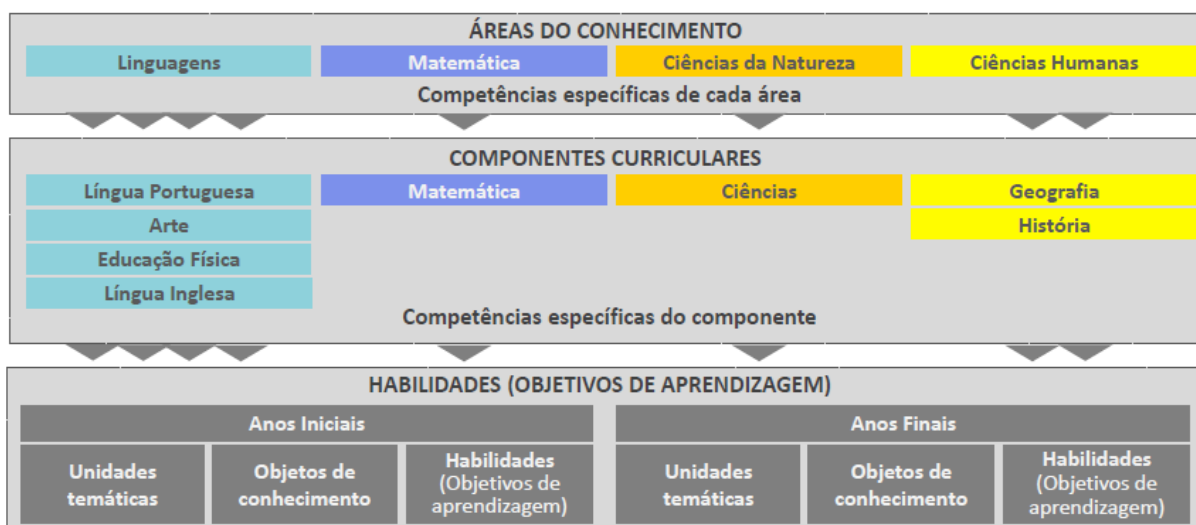 ÁREAS DO CONHECIMENTO
Linguagens
Matemática
Ciências da Natureza
Ciências Humanas
Competências específicas de cada área
COMPONENTES CURRICULARES
Língua Portuguesa
Matemática
Ciências
Geografia
Arte
História
Educação Física
Língua Inglesa
Competências específicas do componente
HABILIDADES (OBJETIVOS DE APRENDIZAGEM)
Anos Iniciais
Anos Finais
Unidades
temáticas
Objetos de
conhecimento
Habilidades
(Objetivos de
aprendizagem)
Unidades
temáticas
Objetos de
conhecimento
Habilidades
(Objetivos de
aprendizagem)